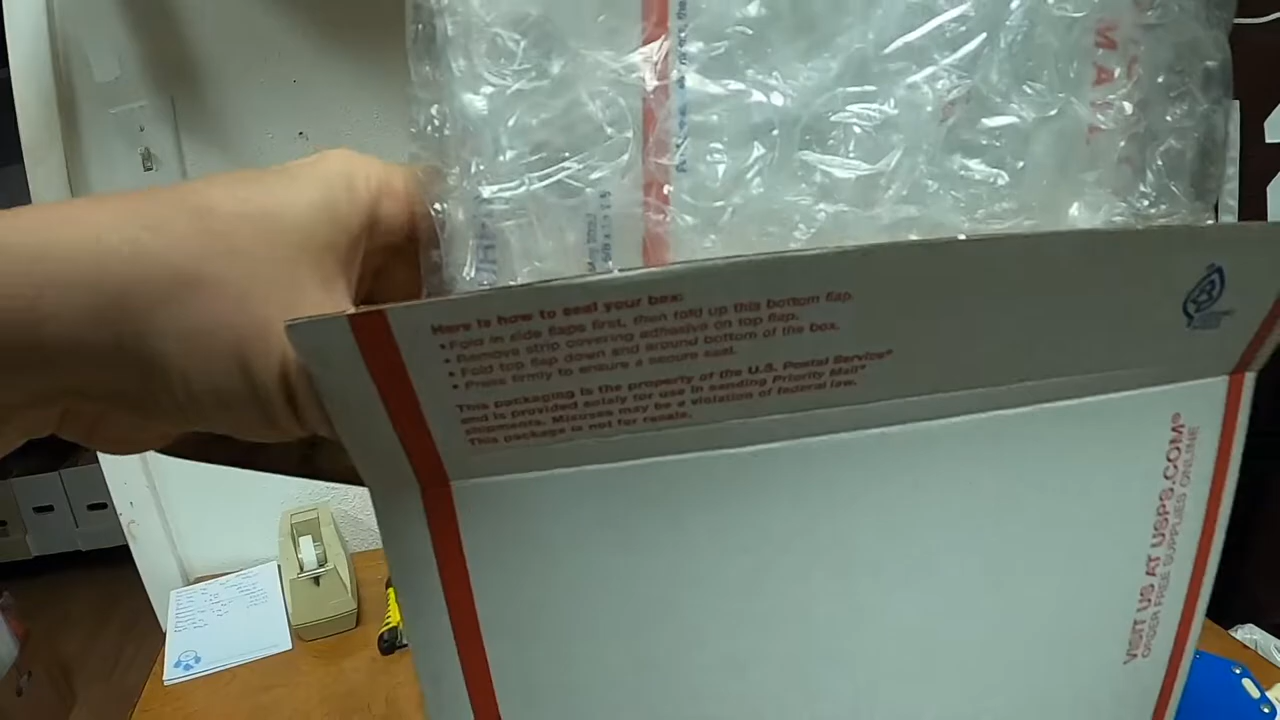 MAIL
Here is how to seal your box:
• Fold in side flaps first, then fold up this bottom flap.
• Remove strip covering adhesive on top flap.
• Fold top flap down and around bottom of the box.
• Press firmly to ensure a secure seal.
This packaging is the property of the U.S. Postal Service®
and is provided solely for use in sending Priority Mail®
shipments. Misuses may be a violation of federal law.
This package is not for resale.
VISIT US AT USPS.COM®
ORDER FREE SUPPLIES ONLINE